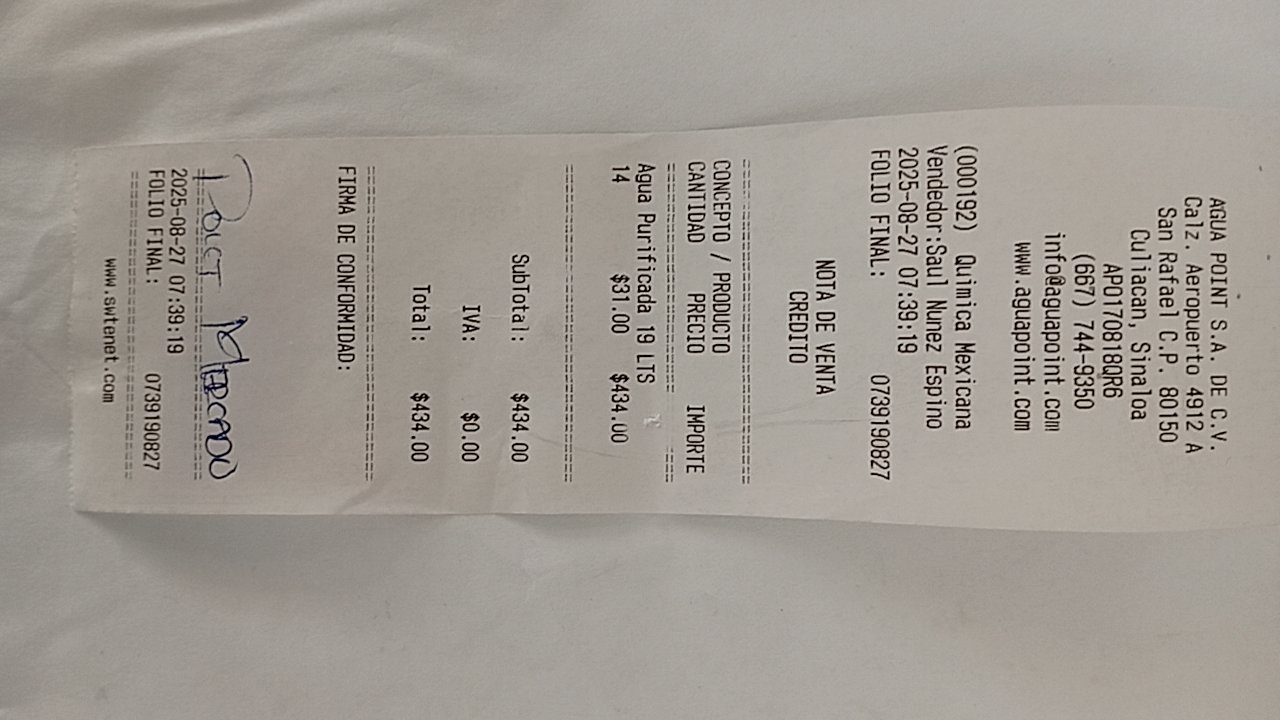 AGUA POINT S.A. DE C.V.
Calz. Aeropuerto 4912 A
San Rafael C.P. 80150
Culiacan, Sinaloa
APO170818QR6
(667) 744-9350
info@aguapoint.com
www.aguapoint.com
(000192) Quimica Mexicana
Vendedor:Saul Nunez Espino
2025-08-27 07:39:19
FOLIO FINAL: 0739190827
NOTA DE VENTA
CREDITO
CONCEPTO / PRODUCTO
CANTIDAD PRECIO IMPORTE
Agua Purificada 19 LTS
14 $31.00 $434.00
SubTotal: $434.00
IVA: $0.00
Total: $434.00
FIRMA DE CONFORMIDAD:
MERCADO
2025-08-27 07:39:19
FOLIO FINAL: 0739190827
www.swtenet.com